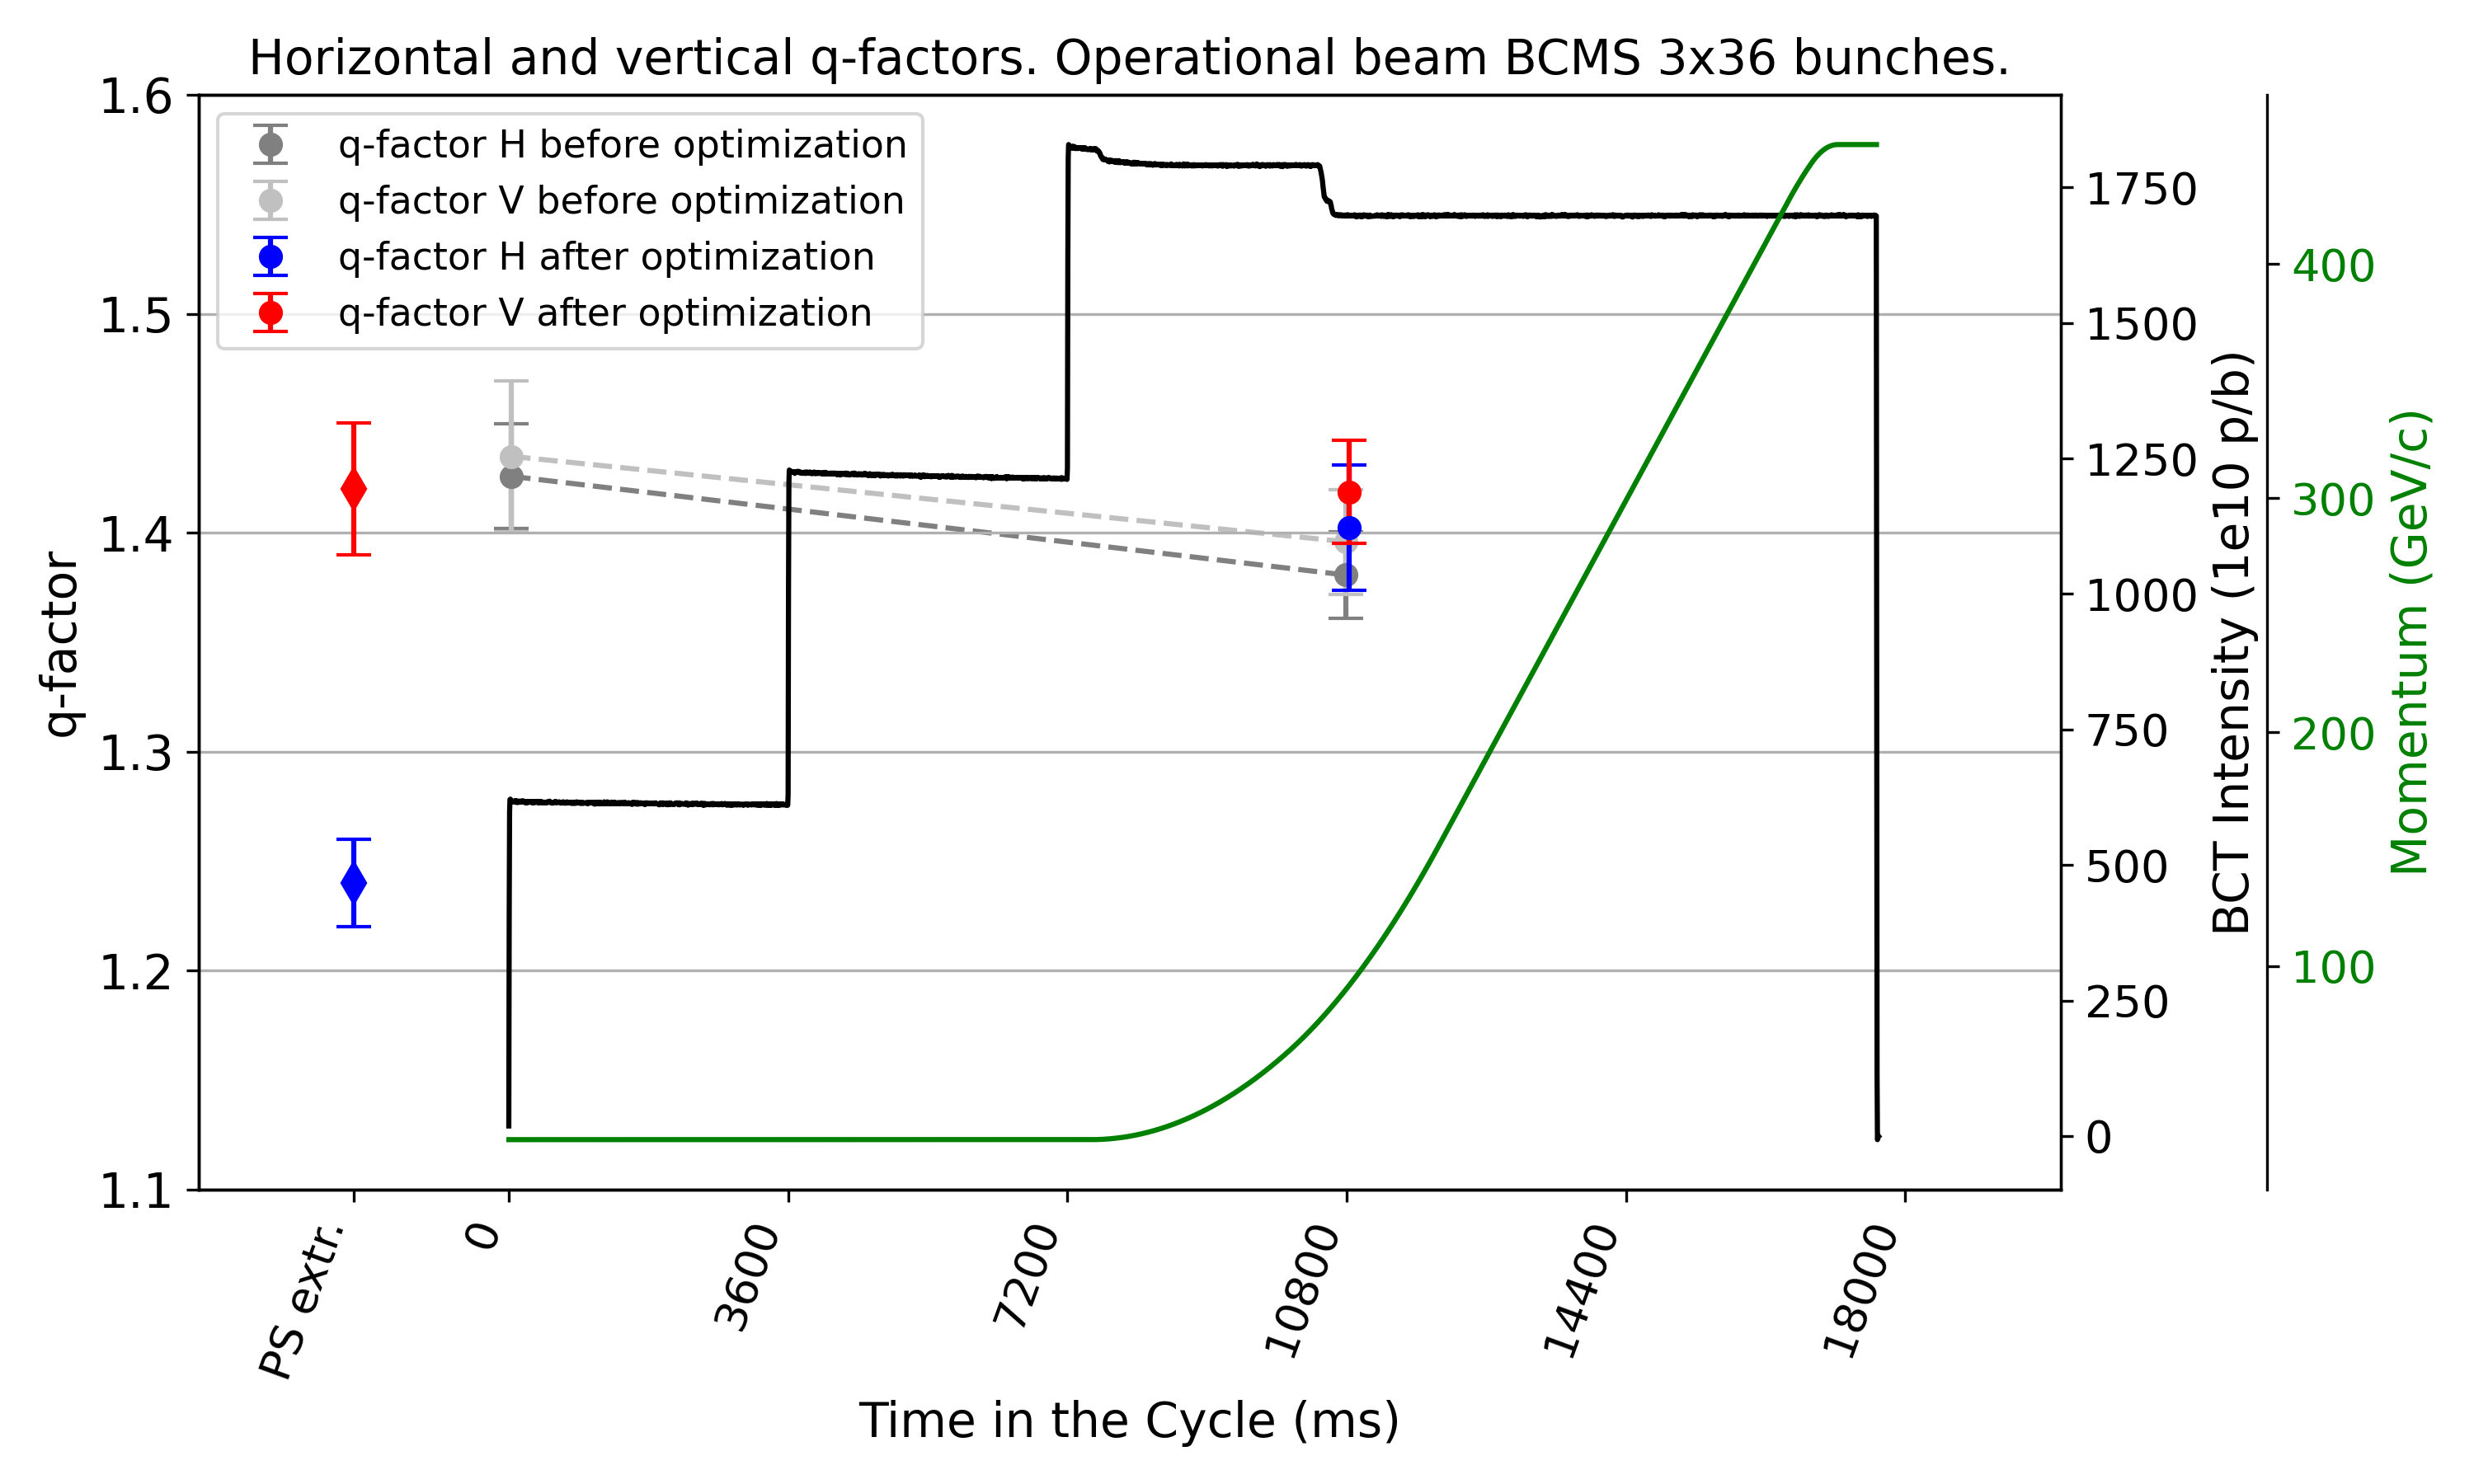 Horizontal and vertical q-factors. Operational beam BCMS 3x36 bunches.
q-factor H before optimization
q-factor V before optimization
q-factor H after optimization
q-factor V after optimization
1.6
1.5
1.4
1.3
1.2
1.1
q-factor
1750
1500
1250
1000
750
500
250
0
BCT Intensity (1e10 p/b)
400
300
200
100
Momentum (GeV/c)
PS extr.
0
3600
7200
10800
14400
18000
Time in the Cycle (ms)